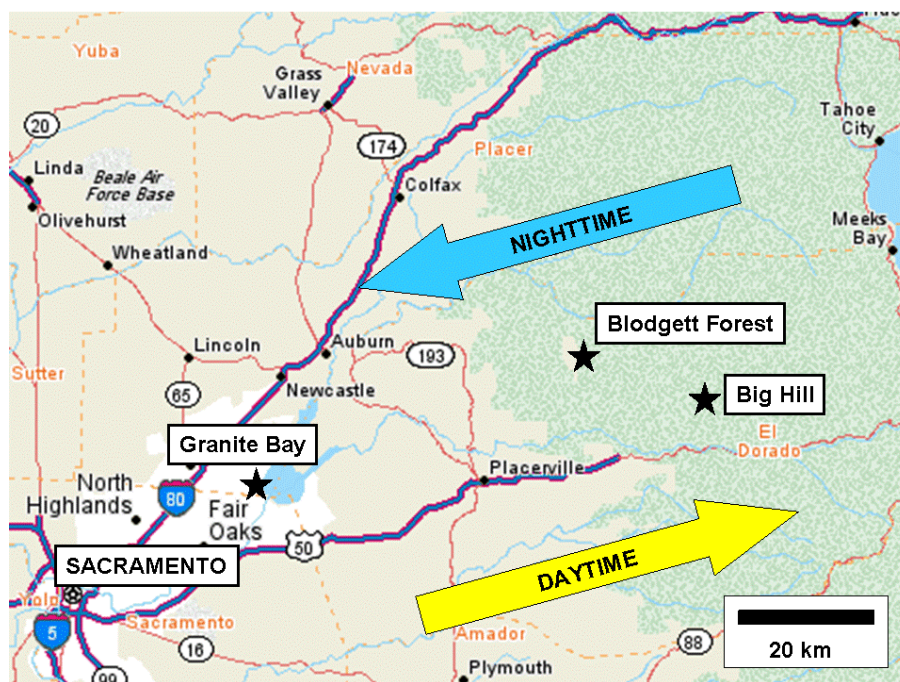 Yuba
Nevada
Grass
Valley
20
174
Placer
Tahoe
City
Linda
Beale Air
Force Base
Colfax
Olivehurst
NIGHTTIME
Meeks
Bay
Wheatland
Blodgett Forest
Lincoln
Auburn
193
Sutter
65
Newcastle
Big Hill
Granite Bay
El
Dorado
Placerville
North
Highlands
80
Fair
Oaks
50
SACRAMENTO
DAYTIME
Yolo
Sacramento
5
Amador
16
88
99
Plymouth
20 km